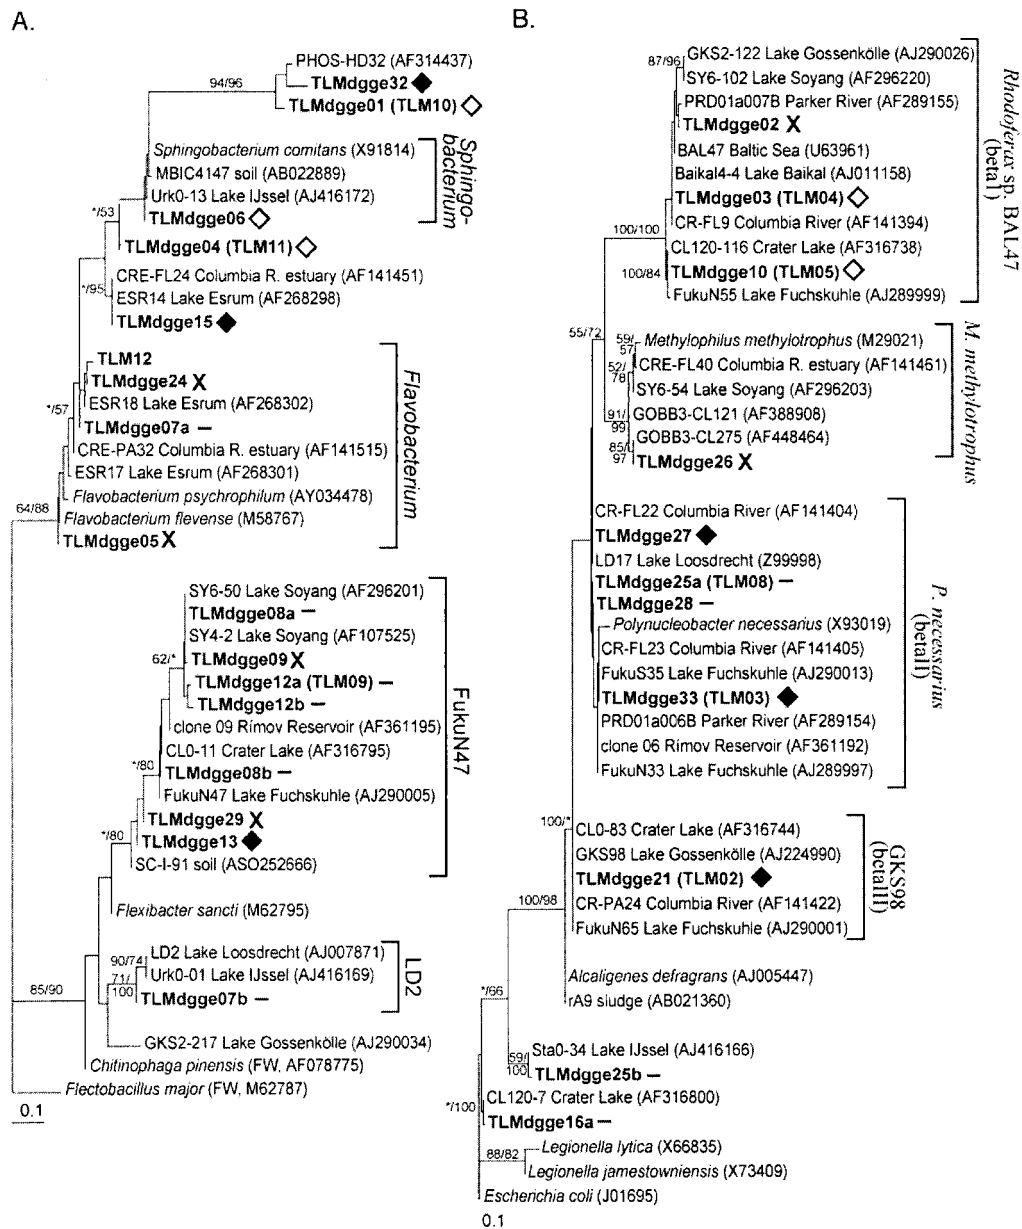 A.
PHOS-HD32 (AF314437)
94/96
TLMdgge32 ◆
TLMdgge01 (TLM10) ◇
Sphingobacterium comitans (X91814)
MBIC4147 soil (AB022889)
Urk0-13 Lake IJssel (AJ416172)
*/53
TLMdgge06 ◇
Sphingo-
bacterium
TLMdgge04 (TLM11) ◇
CRE-FL24 Columbia R. estuary (AF141451)
*/95
ESR14 Lake Esrum (AF268298)
TLMdgge15 ◆
TLM12
TLMdgge24 X
ESR18 Lake Esrum (AF268302)
*/57
TLMdgge07a –
CRE-PA32 Columbia R. estuary (AF141515)
ESR17 Lake Esrum (AF268301)
Flavobacterium psychrophilum (AY034478)
64/88
Flavobacterium flevense (M58767)
TLMdgge05 X
Flavobacterium
SY6-50 Lake Soyang (AF296201)
TLMdgge08a –
SY4-2 Lake Soyang (AF107525)
62/*
TLMdgge09 X
TLMdgge12a (TLM09) –
TLMdgge12b –
clone 09 Rímov Reservoir (AF361195)
CL0-11 Crater Lake (AF316795)
*/80
TLMdgge08b –
FukuN47 Lake Fuchskuhle (AJ290005)
TLMdgge29 X
*/80
TLMdgge13 ◆
SC-I-91 soil (ASO252666)
FukuN47
Flexibacter sancti (M62795)
LD2 Lake Loosdrecht (AJ007871)
90/74
Urk0-01 Lake IJssel (AJ416169)
71/
100
TLMdgge07b –
LD2
85/90
GKS2-217 Lake Gossenkölle (AJ290034)
Chitinophaga pinensis (FW, AF078775)
Flectobacillus major (FW, M62787)
0.1
B.
GKS2-122 Lake Gossenkölle (AJ290026)
87/96
SY6-102 Lake Soyang (AF296220)
PRD01a007B Parker River (AF289155)
TLMdgge02 X
BAL47 Baltic Sea (U63961)
Baikal4-4 Lake Baikal (AJ011158)
TLMdgge03 (TLM04) ◇
CR-FL9 Columbia River (AF141394)
100/100
CL120-116 Crater Lake (AF316738)
100/84
TLMdgge10 (TLM05) ◇
FukuN55 Lake Fuchskuhle (AJ289999)
Rhodoferax sp. BAL47
(betaI)
55/72
59/
57
Methylophilus methylotrophus (M29021)
52/
78
CRE-FL40 Columbia R. estuary (AF141461)
SY6-54 Lake Soyang (AF296203)
91/
99
GOBB3-CL121 (AF388908)
GOBB3-CL275 (AF448464)
85/
97
TLMdgge26 X
M. methylotrophus
CR-FL22 Columbia River (AF141404)
TLMdgge27 ◆
LD17 Lake Loosdrecht (Z99998)
TLMdgge25a (TLM08) –
TLMdgge28 –
Polynucleobacter necessarius (X93019)
CR-FL23 Columbia River (AF141405)
FukuS35 Lake Fuchskuhle (AJ290013)
TLMdgge33 (TLM03) ◆
PRD01a006B Parker River (AF289154)
clone 06 Rímov Reservoir (AF361192)
FukuN33 Lake Fuchskuhle (AJ289997)
P. necessarius
(betaII)
100/*
CL0-83 Crater Lake (AF316744)
GKS98 Lake Gossenkölle (AJ224990)
TLMdgge21 (TLM02) ◆
CR-PA24 Columbia River (AF141422)
FukuN65 Lake Fuchskuhle (AJ290001)
GKS98
(betaIII)
100/98
Alcaligenes defragrans (AJ005447)
*/66
rA9 sludge (AB021360)
Sta0-34 Lake IJssel (AJ416166)
59/
100
TLMdgge25b –
CL120-7 Crater Lake (AF316800)
*/100
TLMdgge16a –
Legionella lytica (X66835)
88/82
Legionella jamestowniensis (X73409)
Escherichia coli (J01695)
0.1